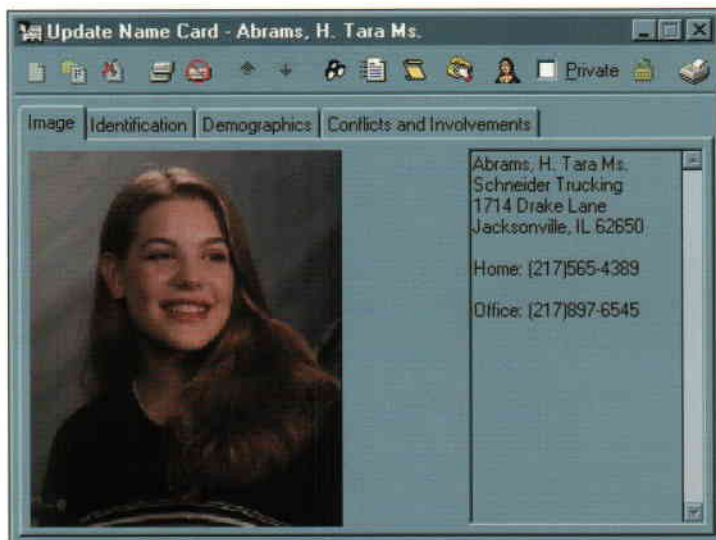 Update Name Card - Abrams, H. Tara Ms.
Private
Image Identification Demographics Conflicts and Involvements
Abrams, H. Tara Ms.
Schneider Trucking
1714 Drake Lane
Jacksonville, IL 62650
Home: (217)565-4389
Office: (217)897-6545